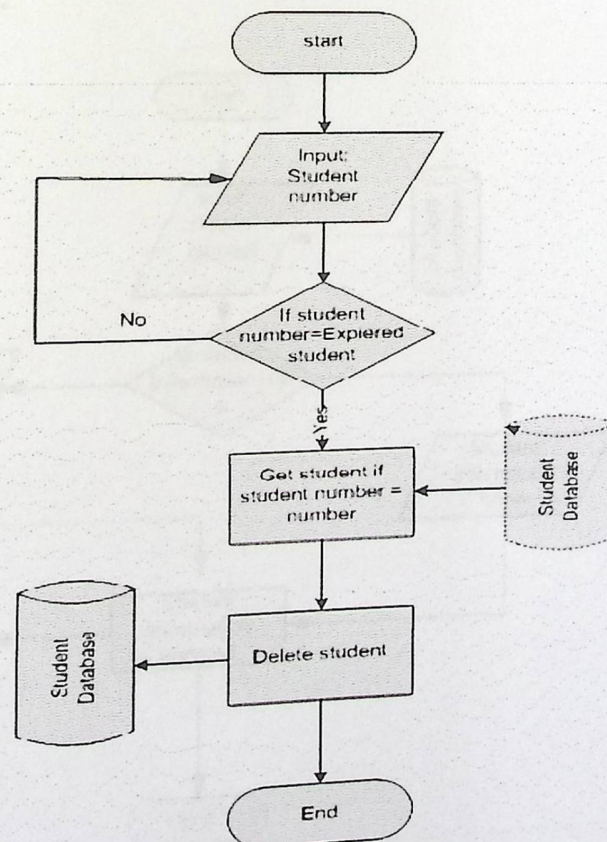 start
Input:
Student
number
If student
number=Expiered
student
No
Yes
Get student if
student number =
number
Student
Database
Delete student
Student
Database
End